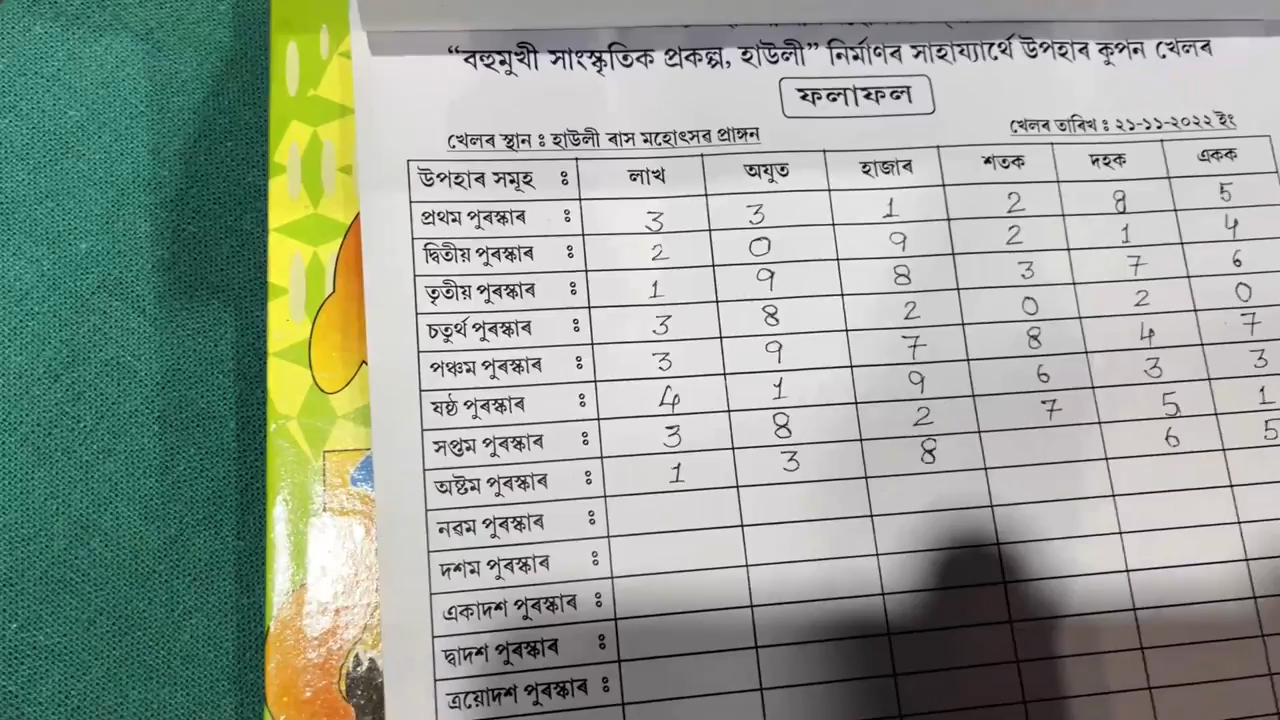 “বহুমুখী সাংস্কৃতিক প্ৰকল্প, হাউলী” নিৰ্মাণৰ সাহায্যাৰ্থে উপহাৰ কূপন খেলৰ
ফলাফল
খেলৰ স্থান : হাউলী ৰাস মহোৎসৱ প্ৰাঙ্গন
খেলৰ তাৰিখ : ২১-১১-২০২২ ইং
উপহাৰ সমূহ : লাখ অযুত হাজাৰ শতক দহক একক
প্ৰথম পুৰস্কাৰ : 3 3 1 2 8 5
দ্বিতীয় পুৰস্কাৰ : 2 0 9 2 1 4
তৃতীয় পুৰস্কাৰ : 1 9 8 3 7 6
চতুৰ্থ পুৰস্কাৰ : 3 8 2 0 2 0
পঞ্চম পুৰস্কাৰ : 3 9 7 8 4 7
ষষ্ঠ পুৰস্কাৰ : 4 1 9 6 3 3
সপ্তম পুৰস্কাৰ : 3 8 2 7 5 1
অষ্টম পুৰস্কাৰ : 1 3 8 6 5
নৱম পুৰস্কাৰ :
দশম পুৰস্কাৰ :
একাদশ পুৰস্কাৰ :
দ্বাদশ পুৰস্কাৰ :
ত্ৰয়োদশ পুৰস্কাৰ :